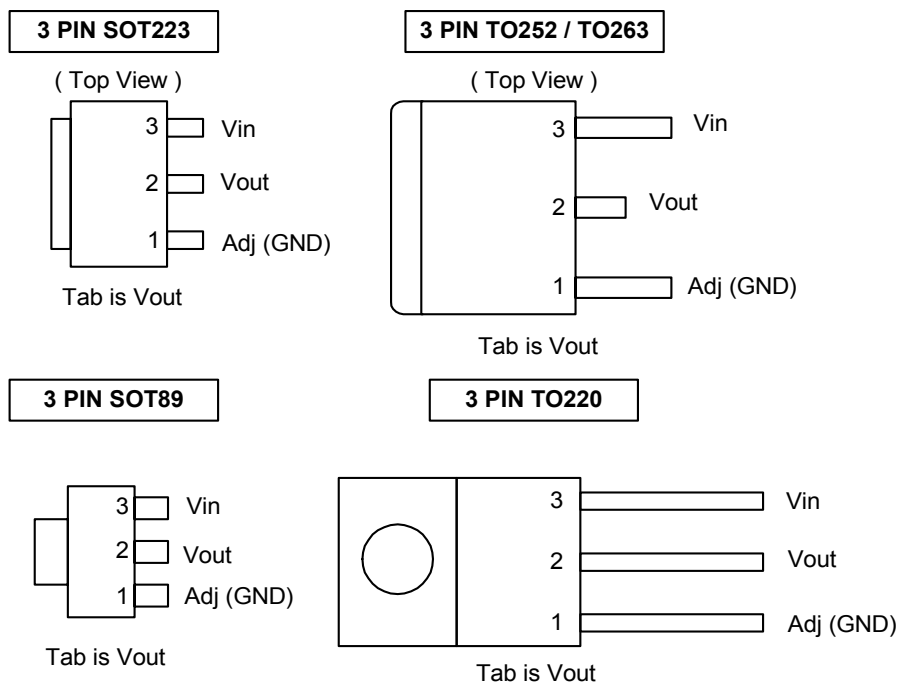 3 PIN SOT223
( Top View )
3 Vin
2 Vout
1 Adj (GND)
Tab is Vout
3 PIN TO252 / TO263
( Top View )
3 Vin
2 Vout
1 Adj (GND)
Tab is Vout
3 PIN SOT89
3 Vin
2 Vout
1 Adj (GND)
Tab is Vout
3 PIN TO220
3 Vin
2 Vout
1 Adj (GND)
Tab is Vout